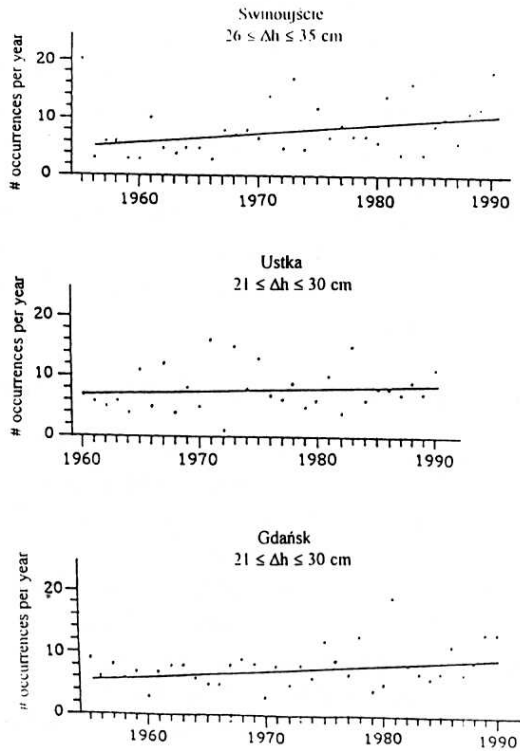 Świnoujście
26 ≤ Δh ≤ 35 cm
# occurrences per year
20
10
0
1960 1970 1980 1990
Ustka
21 ≤ Δh ≤ 30 cm
# occurrences per year
20
10
0
1960 1970 1980 1990
Gdańsk
21 ≤ Δh ≤ 30 cm
# occurrences per year
20
10
0
1960 1970 1980 1990